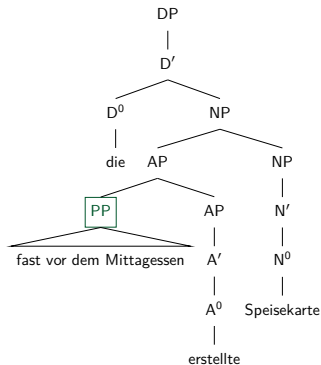 DP
D′
D⁰ NP
die AP NP
PP AP N′
fast vor dem Mittagessen A′ N⁰
A⁰ Speisekarte
erstellte